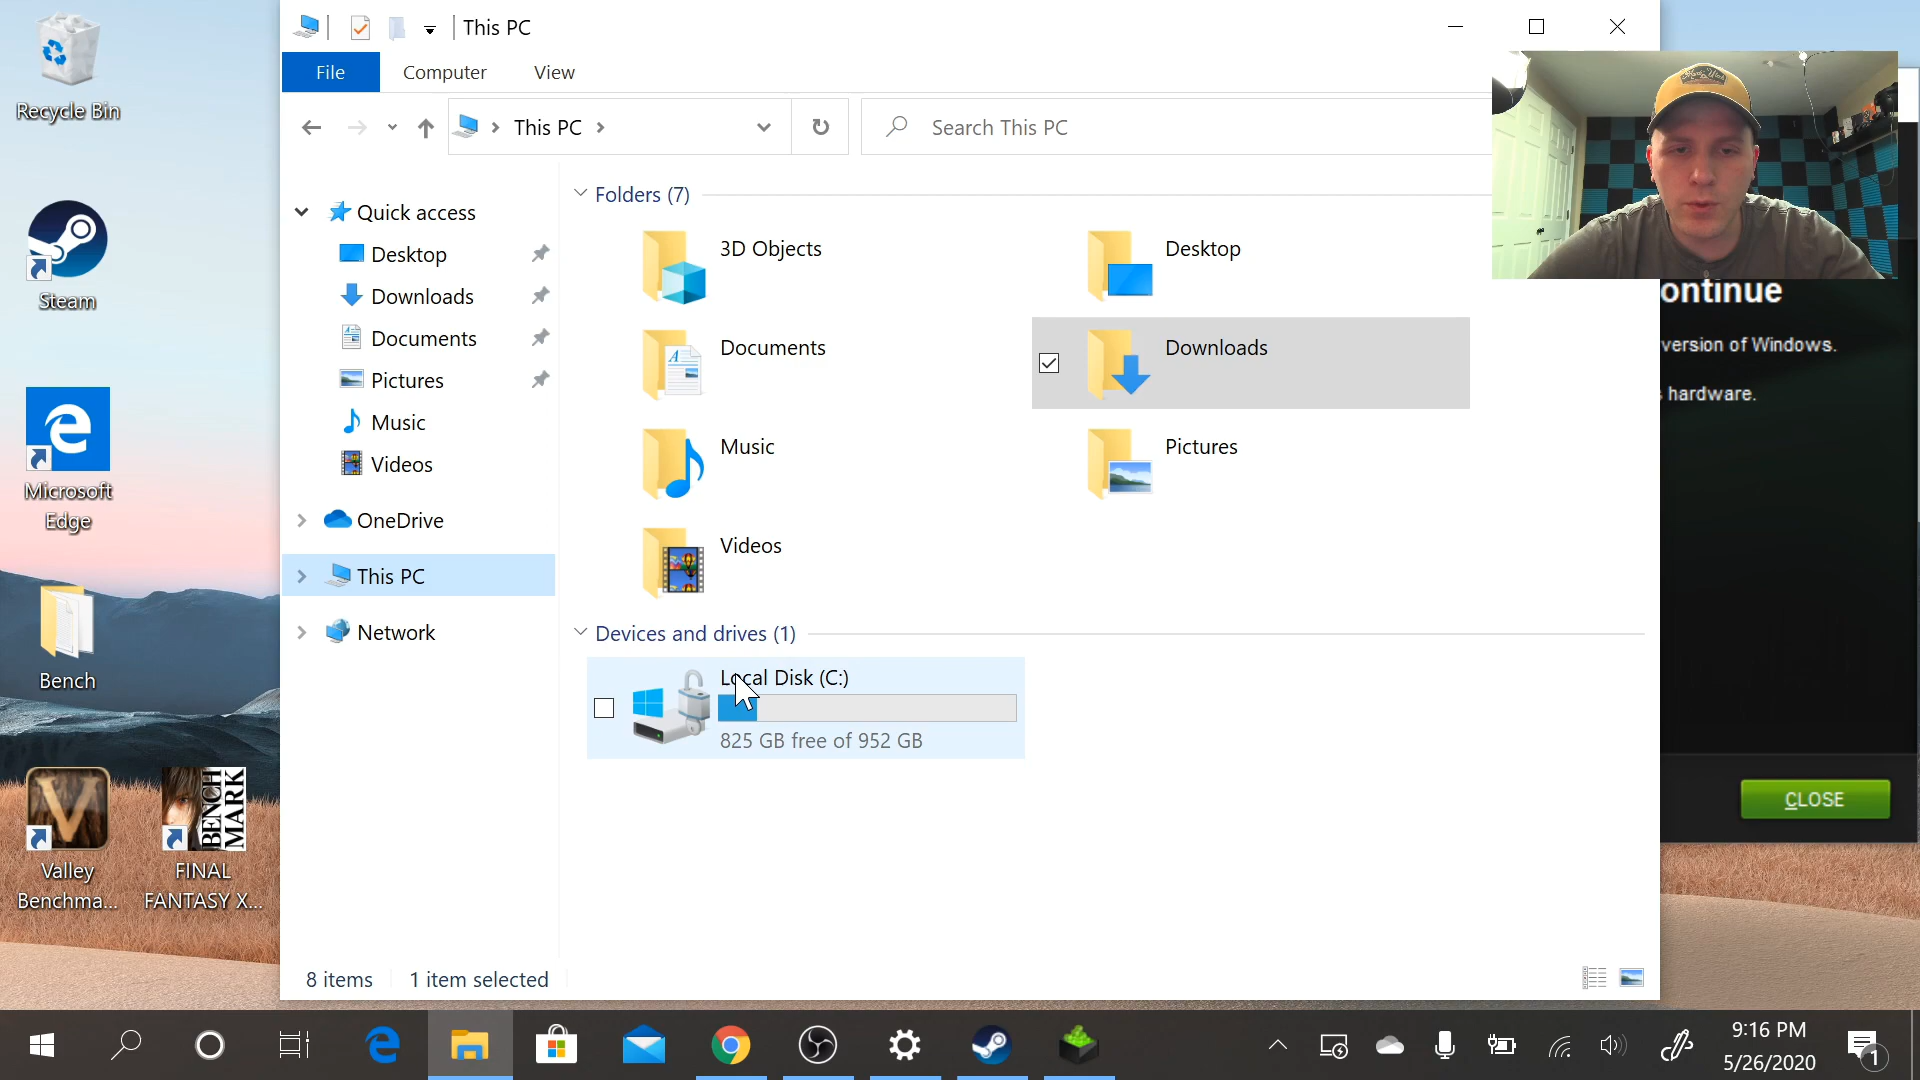 This PC
File
Computer
View
This PC
Search This PC
Recycle Bin
Steam
Microsoft
Edge
Bench
Valley
Benchma...
FINAL
FANTASY X...
BENCH
MARK
Quick access
Desktop
Downloads
Documents
Pictures
Music
Videos
OneDrive
This PC
Network
Folders (7)
3D Objects
Desktop
Documents
Downloads
Music
Pictures
Videos
Devices and drives (1)
Local Disk (C:)
825 GB free of 952 GB
8 items
1 item selected
ontinue
version of Windows.
hardware.
CLOSE
9:16 PM
5/26/2020
1